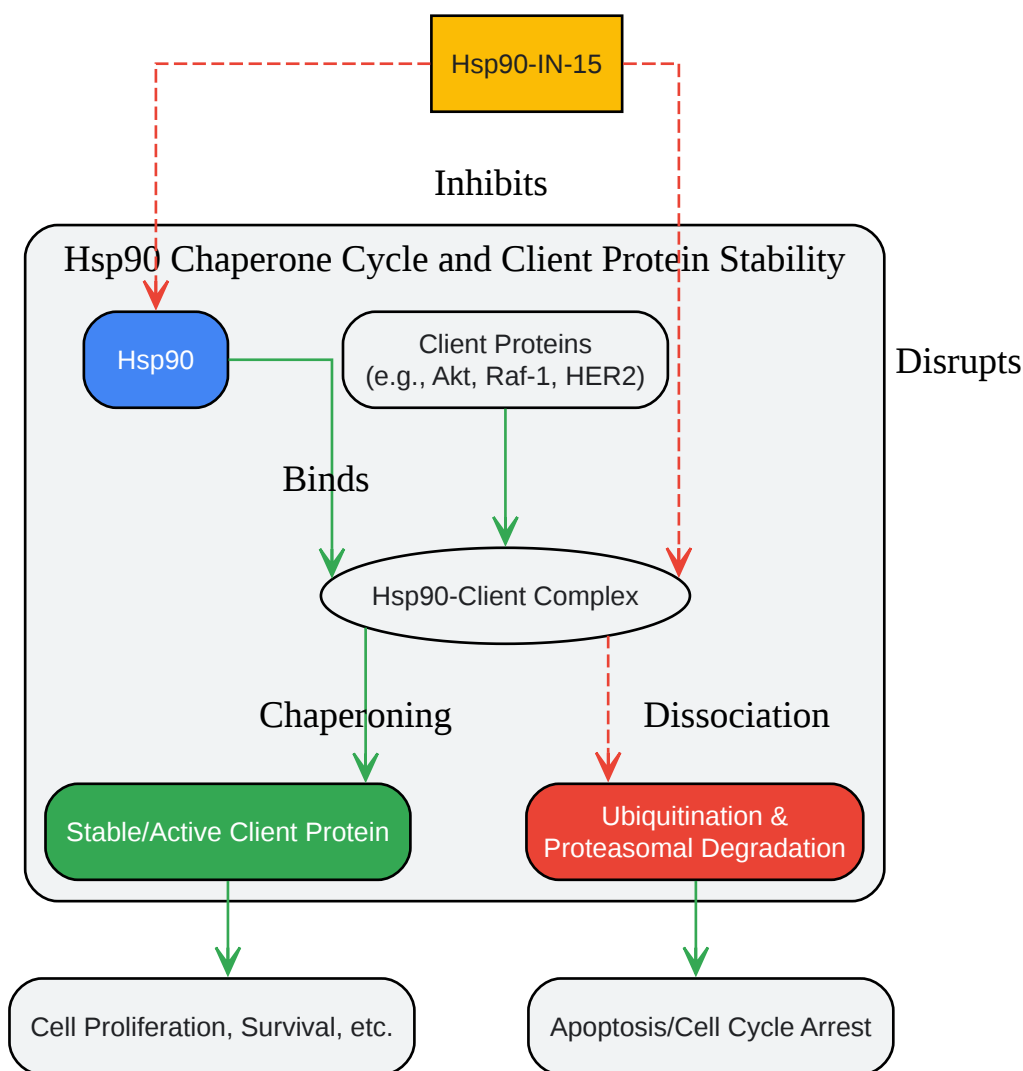 Hsp90-IN-15
Inhibits
Hsp90 Chaperone Cycle and Client Protein Stability
Hsp90
Client Proteins
(e.g., Akt, Raf-1, HER2)
Disrupts
Binds
Hsp90-Client Complex
Chaperoning
Dissociation
Stable/Active Client Protein
Ubiquitination &
Proteasomal Degradation
Cell Proliferation, Survival, etc.
Apoptosis/Cell Cycle Arrest